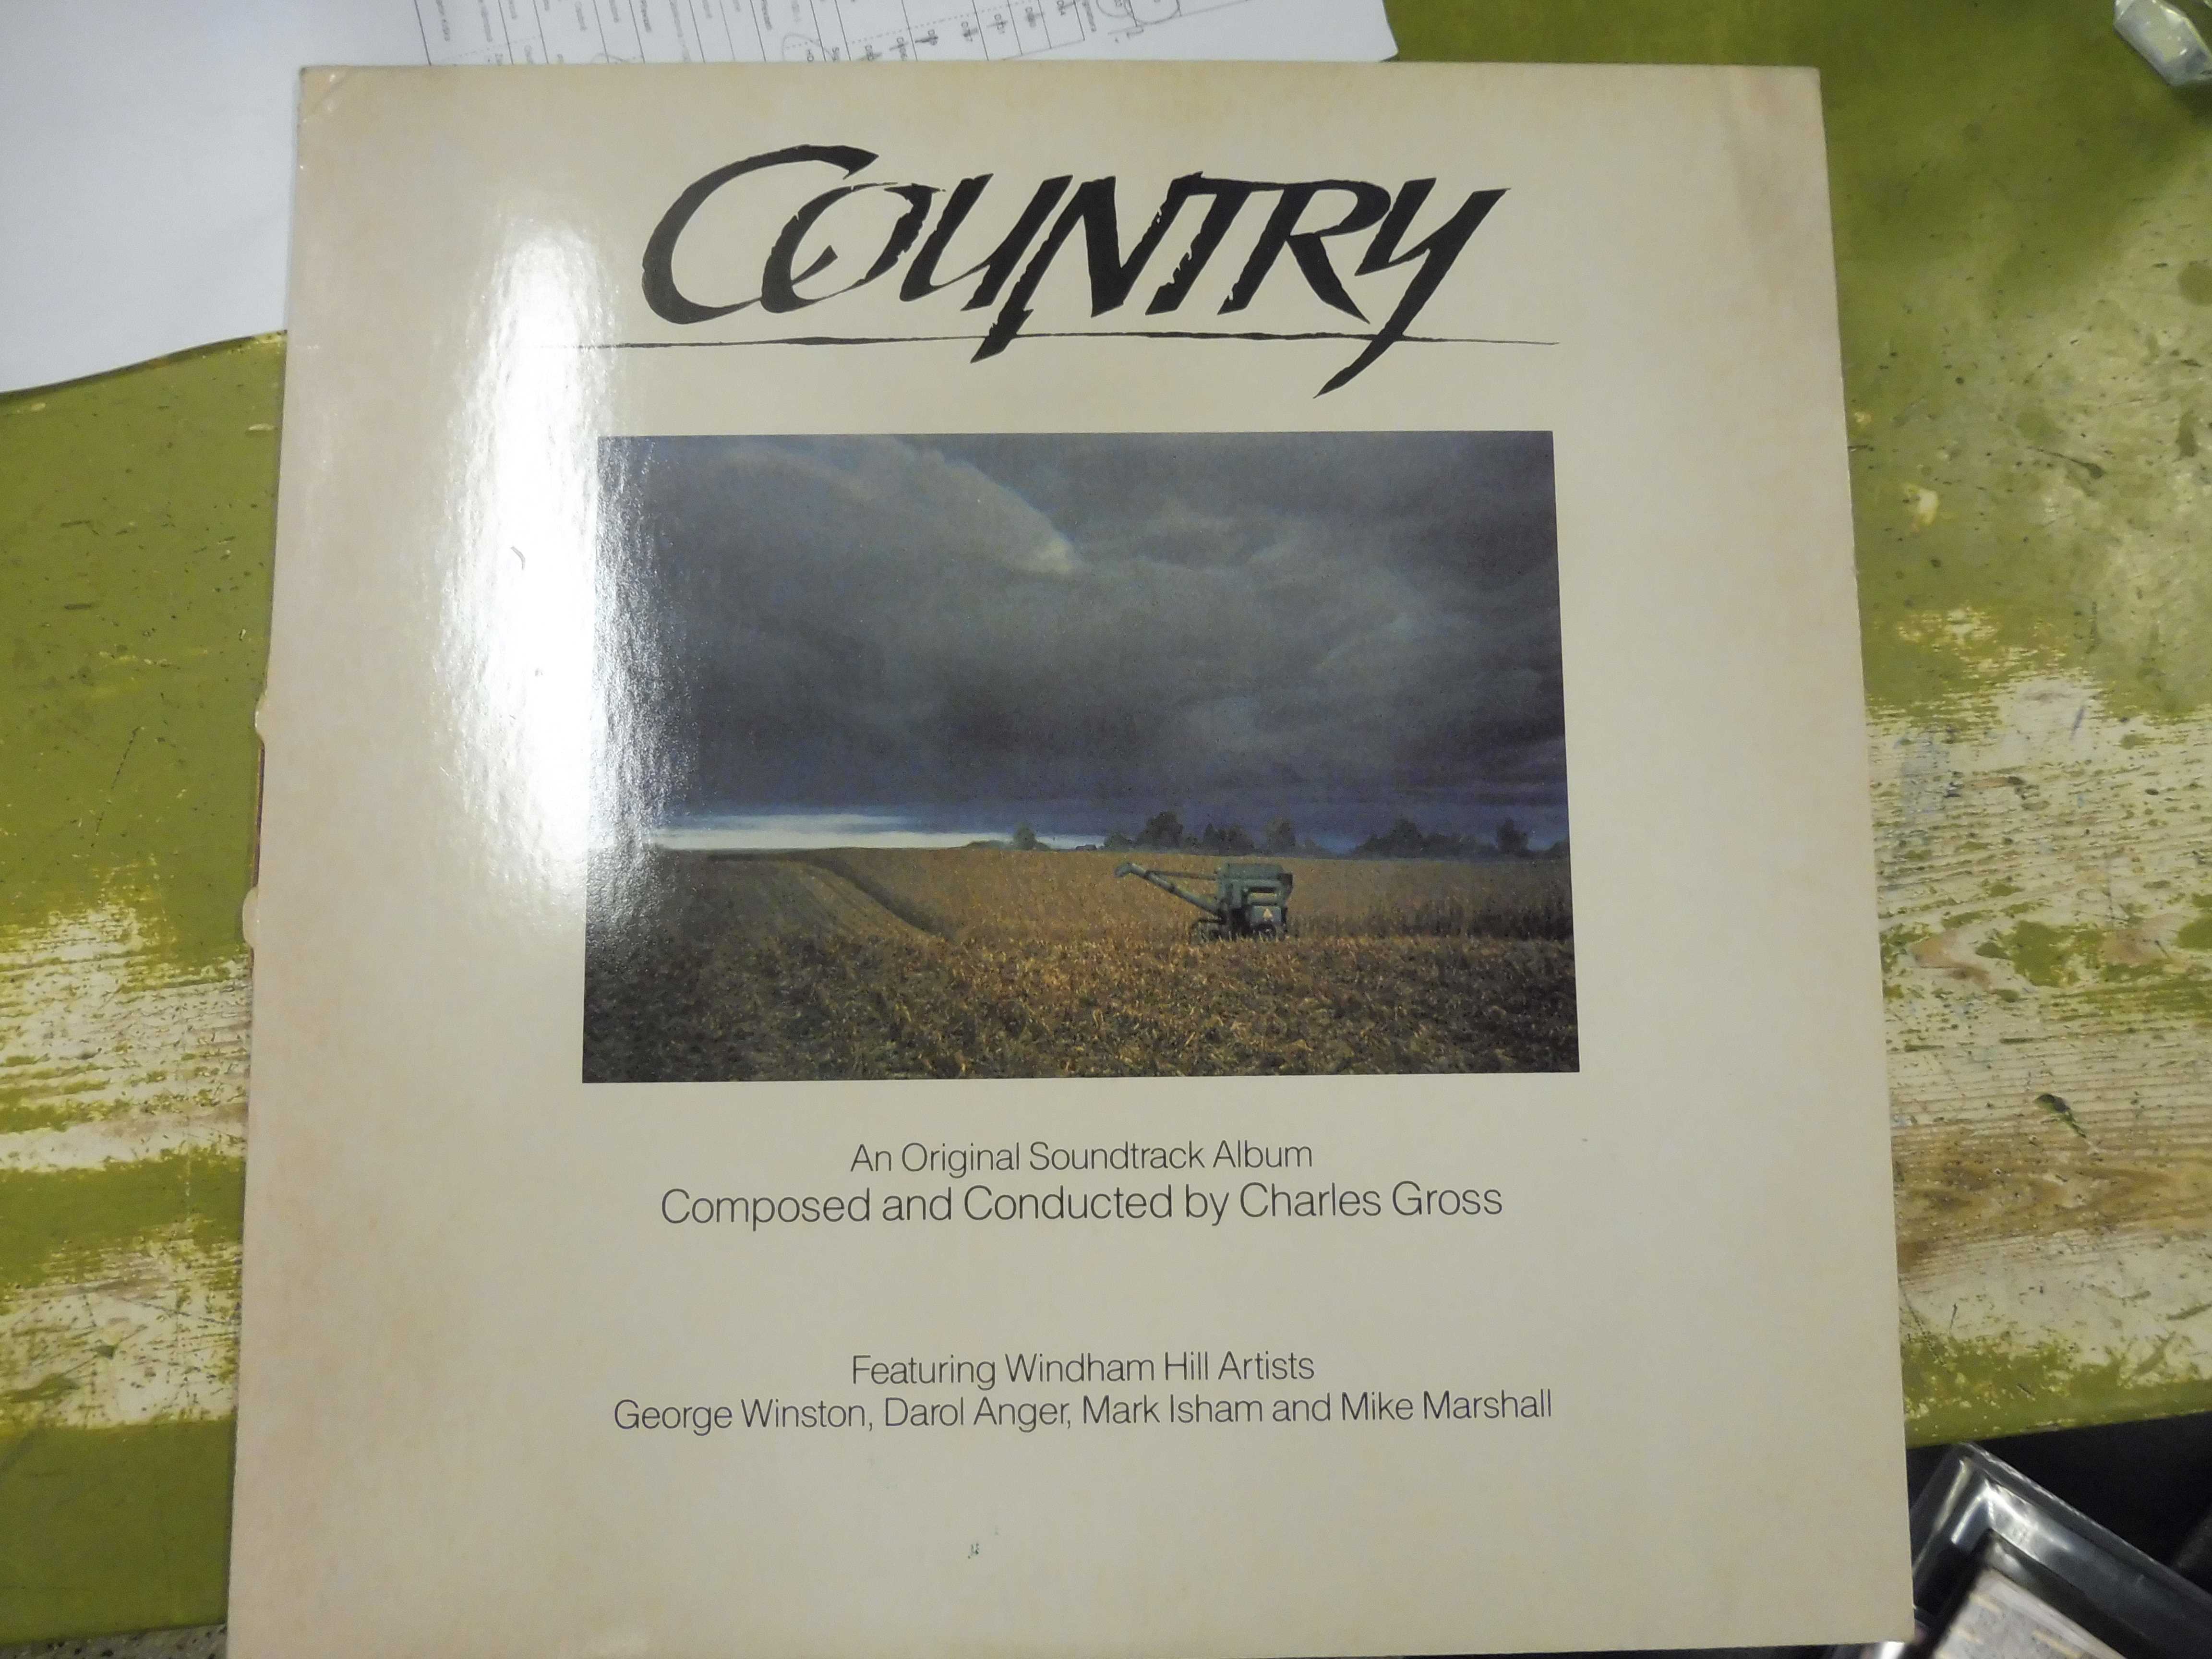 COUNTRY
An Original Soundtrack Album
Composed and Conducted by Charles Gross
Featuring Windham Hill Artists
George Winston, Darol Anger, Mark Isham and Mike Marshall